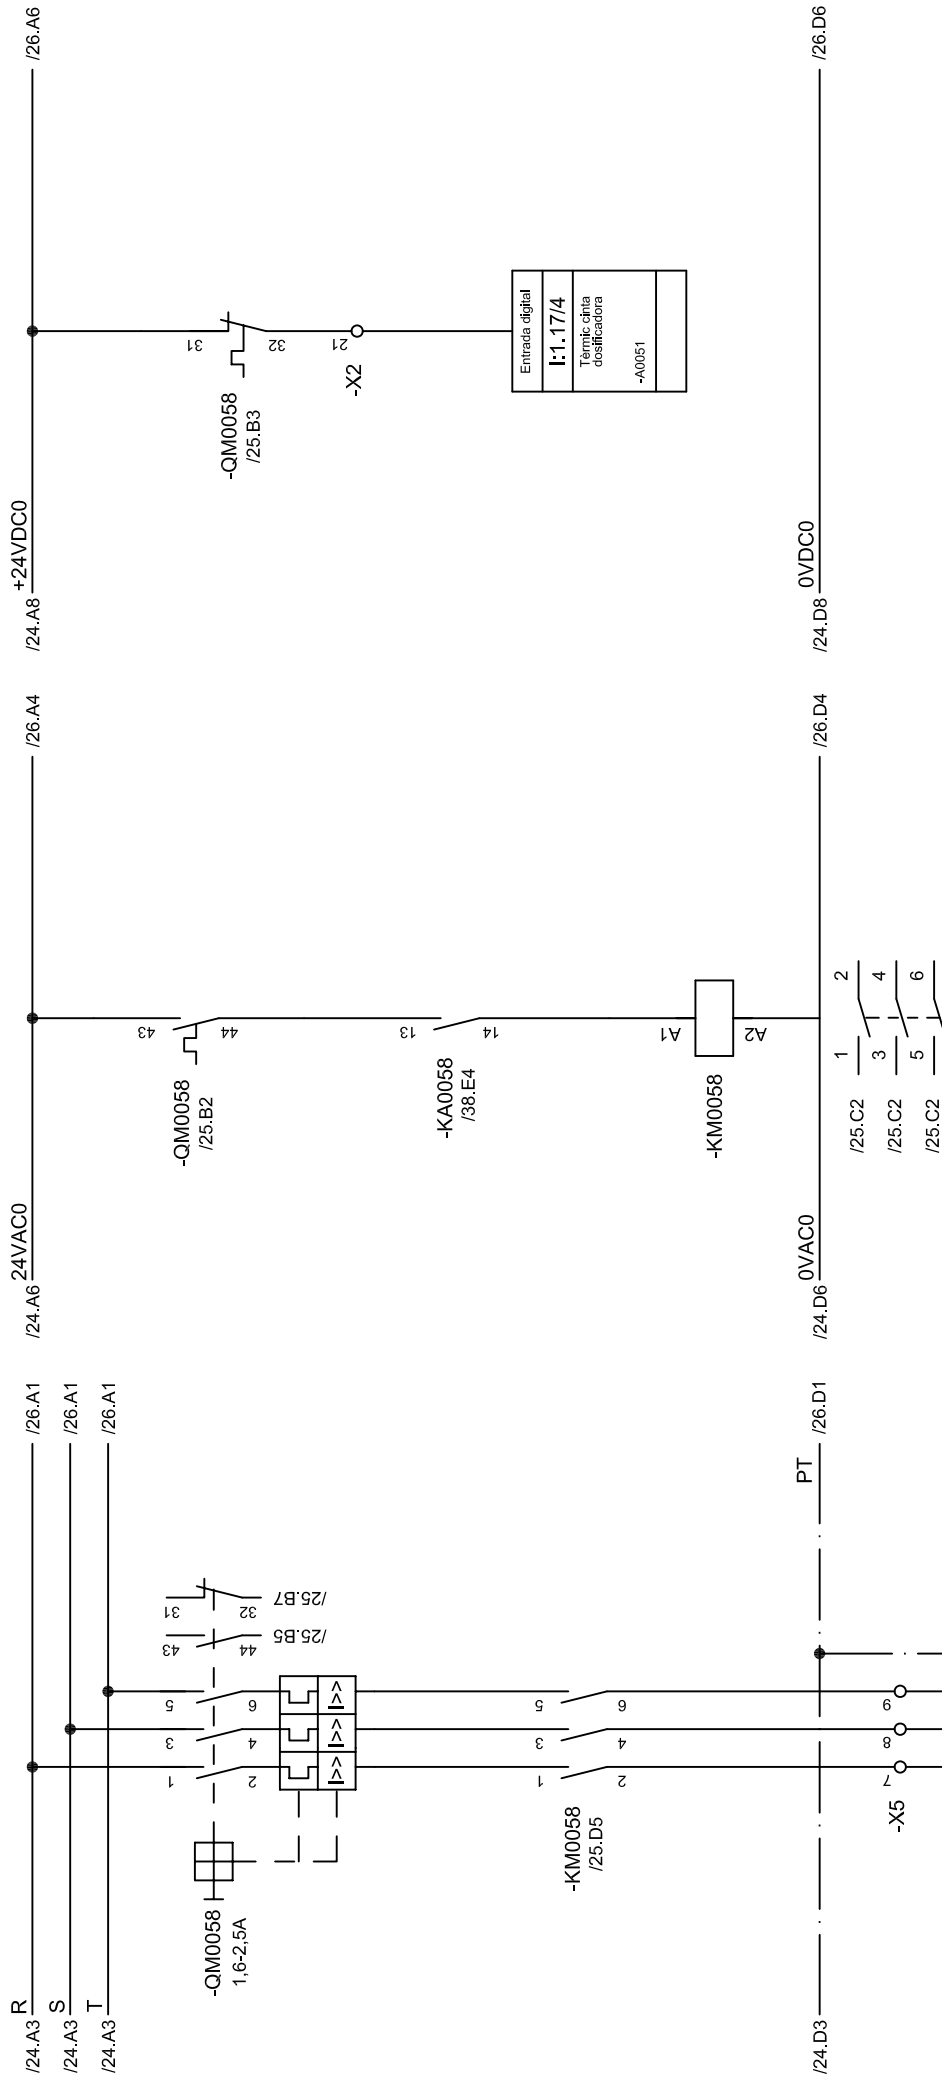 R
/24.A3
/26.A1
S
/24.A3
/26.A1
T
/24.A3
/26.A1
-QM0058
1,6-2,5A
1
2
3
4
5
6
43
44
/25.B5
31
32
/25.B7
I>>
I>>
I>>
-KM0058
/25.D5
1
2
3
4
5
6
/24.D3
PT
/26.D1
-X5
7
8
9
24VAC0
/24.A6
/26.A4
-QM0058
/25.B2
43
44
-KA0058
/38.E4
13
14
-KM0058
A1
A2
0VAC0
/24.D6
/26.D4
/25.C2
1
2
/25.C2
3
4
/25.C2
5
6
+24VDC0
/24.A8
/26.A6
-QM0058
/25.B3
31
32
-X2
21
Entrada digital
I:1.17/4
Tèrmic cinta
dosificadora
-A0051
0VDC0
/24.D8
/26.D6